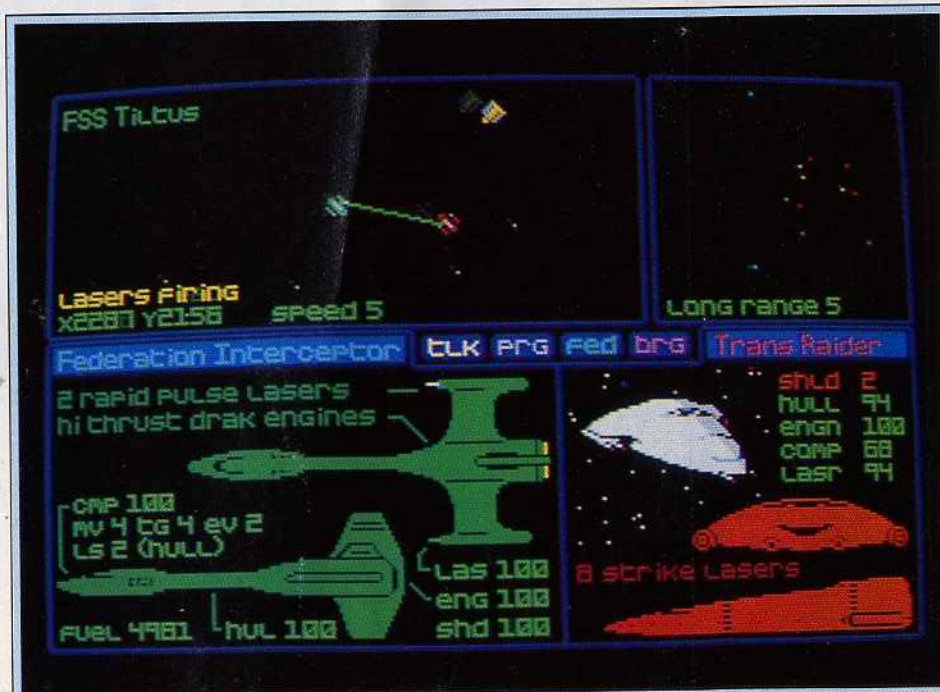 FSS Tiltus
Lasers Firing
X2287 Y2156 speed 5
Long range 5
Federation Interceptor tLK Prg Fed brg Trans Raider
2 rapid pulse Lasers
hi thrust drak engines
cmp 100
mv 4 tg 4 ev 2
Ls 2 (hull)
Las 100
eng 100
Fuel 4981 hul 100 shd 100
shld 2
hull 94
engn 100
comp 68
Lasr 94
8 strike Lasers